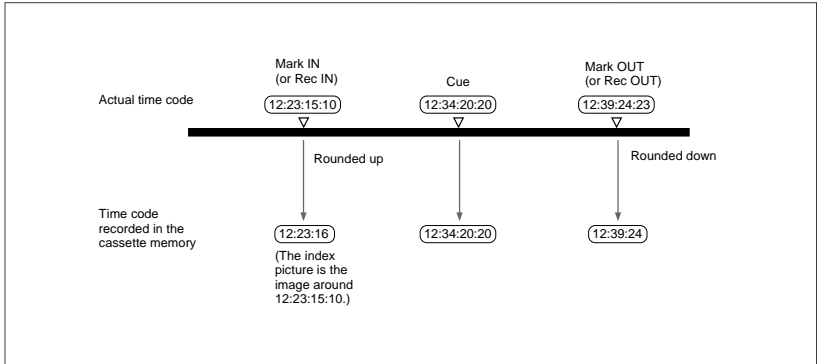 Mark IN
(or Rec IN)
Cue
Mark OUT
(or Rec OUT)
Actual time code
12:23:15:10
12:34:20:20
12:39:24:23
Rounded up
Rounded down
Time code
recorded in the
cassette memory
12:23:16
12:34:20:20
12:39:24
(The index
picture is the
image around
12:23:15:10.)